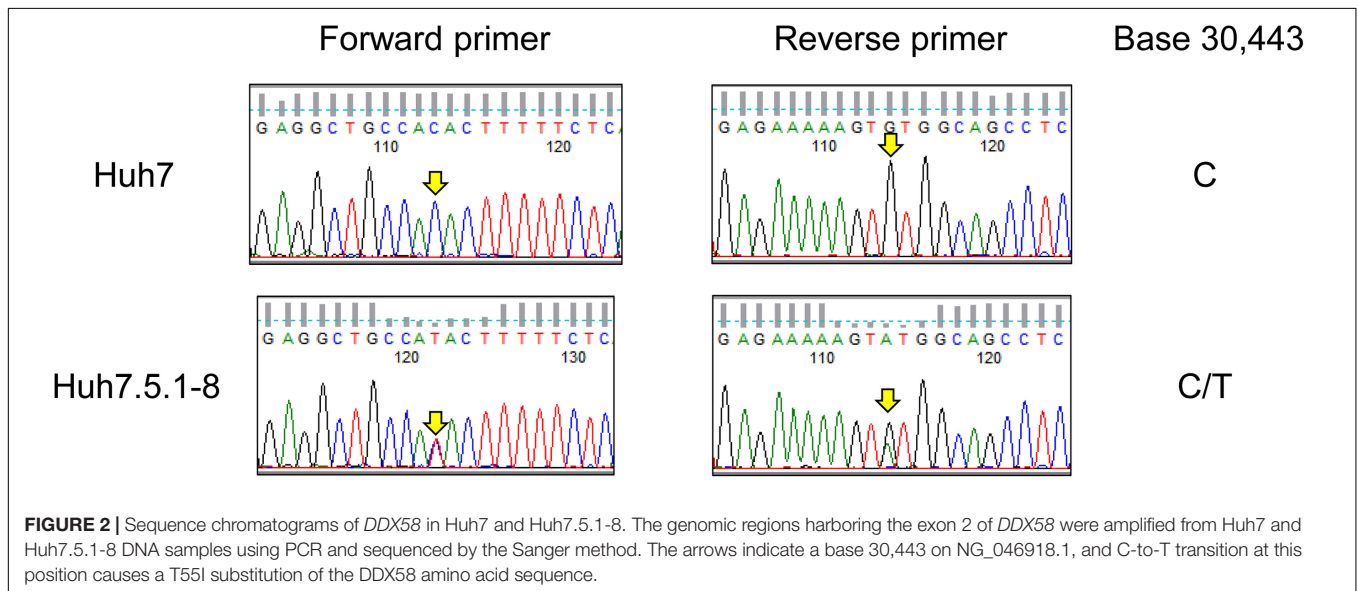 Forward primer Reverse primer Base 30,443
Huh7
G A G G C T G C C A C A C T T T T T C T C
110 120
G A G A A A A A G T G T G G C A G C C T C
110 120
C
Huh7.5.1-8
G A G G C T G C C A T A C T T T T T C T C
120 130
G A G A A A A A G T A T G G C A G C C T C
110 120
C/T
FIGURE 2 | Sequence chromatograms of DDX58 in Huh7 and Huh7.5.1-8. The genomic regions harboring the exon 2 of DDX58 were amplified from Huh7 and
Huh7.5.1-8 DNA samples using PCR and sequenced by the Sanger method. The arrows indicate a base 30,443 on NG_046918.1, and C-to-T transition at this
position causes a T55I substitution of the DDX58 amino acid sequence.